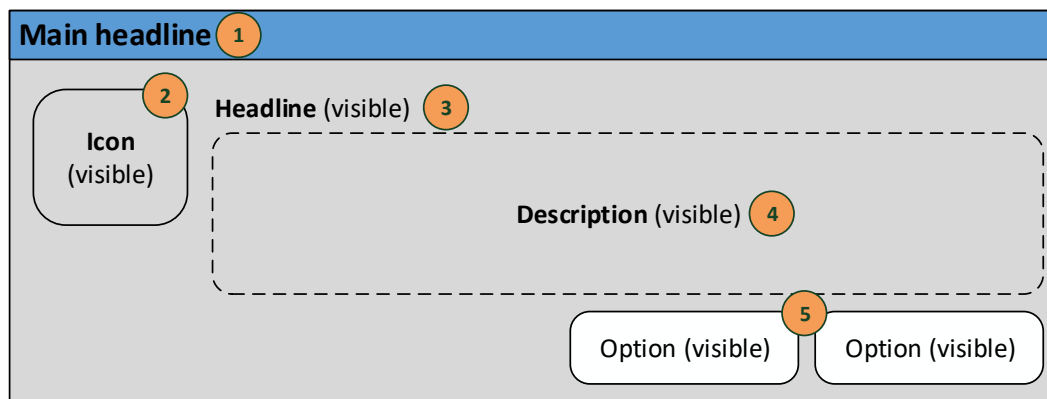 Main headline 1
2
Headline (visible) 3
Icon
(visible)
Description (visible) 4
5
Option (visible) Option (visible)